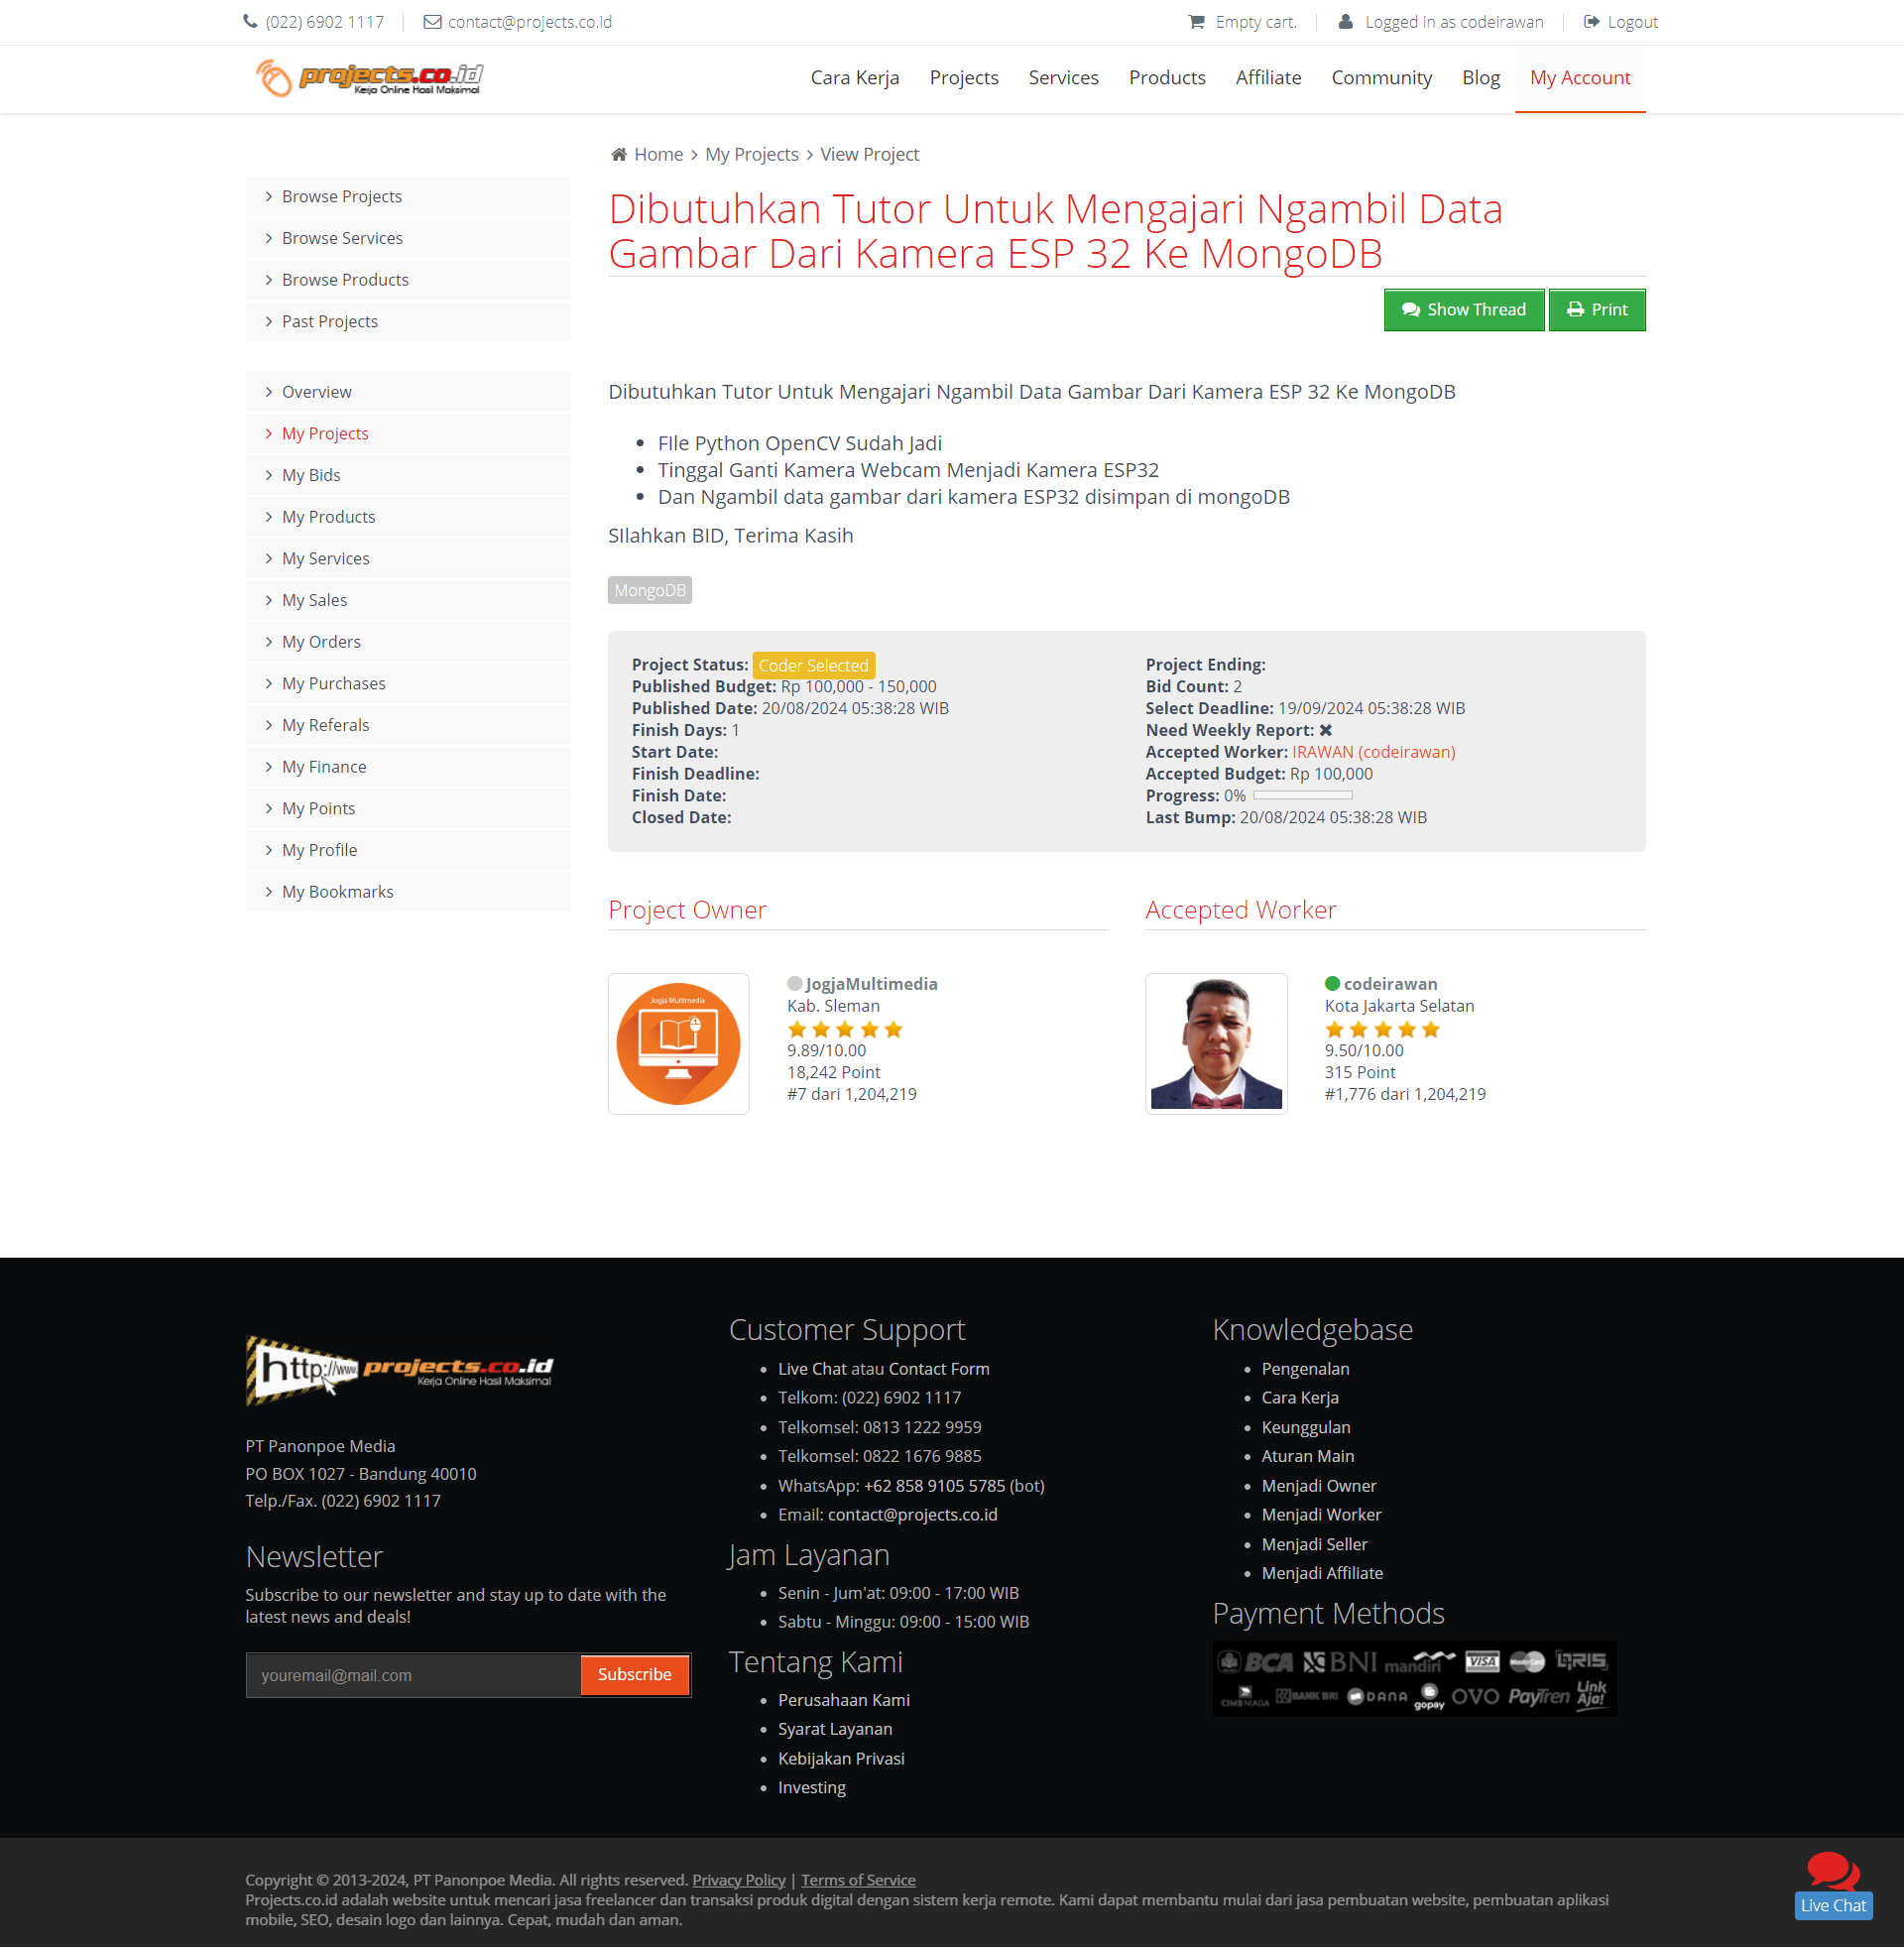 (022) 6902 1117
contact@projects.co.id
Empty cart.
Logged in as codeirawan
Logout
projects.co.id
Kerja Online Hasil Maksimal
Cara Kerja
Projects
Services
Products
Affiliate
Community
Blog
My Account
Home > My Projects > View Project
Browse Projects
Browse Services
Browse Products
Past Projects
Overview
My Projects
My Bids
My Products
My Services
My Sales
My Orders
My Purchases
My Referals
My Finance
My Points
My Profile
My Bookmarks
Dibutuhkan Tutor Untuk Mengajari Ngambil Data
Gambar Dari Kamera ESP 32 Ke MongoDB
Show Thread
Print
Dibutuhkan Tutor Untuk Mengajari Ngambil Data Gambar Dari Kamera ESP 32 Ke MongoDB
FIle Python OpenCV Sudah Jadi
Tinggal Ganti Kamera Webcam Menjadi Kamera ESP32
Dan Ngambil data gambar dari kamera ESP32 disimpan di mongoDB
SIlahkan BID, Terima Kasih
MongoDB
Project Status: Coder Selected
Published Budget: Rp 100,000 - 150,000
Published Date: 20/08/2024 05:38:28 WIB
Finish Days: 1
Start Date:
Finish Deadline:
Finish Date:
Closed Date:
Project Ending:
Bid Count: 2
Select Deadline: 19/09/2024 05:38:28 WIB
Need Weekly Report: ✖
Accepted Worker: IRAWAN (codeirawan)
Accepted Budget: Rp 100,000
Progress: 0%
Last Bump: 20/08/2024 05:38:28 WIB
Project Owner
Jogja Multimedia
JogjaMultimedia
Kab. Sleman
9.89/10.00
18,242 Point
#7 dari 1,204,219
Accepted Worker
codeirawan
Kota Jakarta Selatan
9.50/10.00
315 Point
#1,776 dari 1,204,219
http://www projects.co.id
Kerja Online Hasil Maksimal
PT Panonpoe Media
PO BOX 1027 - Bandung 40010
Telp./Fax. (022) 6902 1117
Newsletter
Subscribe to our newsletter and stay up to date with the
latest news and deals!
youremail@mail.com
Subscribe
Customer Support
Live Chat atau Contact Form
Telkom: (022) 6902 1117
Telkomsel: 0813 1222 9959
Telkomsel: 0822 1676 9885
WhatsApp: +62 858 9105 5785 (bot)
Email: contact@projects.co.id
Jam Layanan
Senin - Jum'at: 09:00 - 17:00 WIB
Sabtu - Minggu: 09:00 - 15:00 WIB
Tentang Kami
Perusahaan Kami
Syarat Layanan
Kebijakan Privasi
Investing
Knowledgebase
Pengenalan
Cara Kerja
Keunggulan
Aturan Main
Menjadi Owner
Menjadi Worker
Menjadi Seller
Menjadi Affiliate
Payment Methods
BCA BNI mandiri VISA MasterCard QRIS
CIMB NIAGA BANK BRI DANA gopay OVO PayTren Link Aja!
Copyright © 2013-2024, PT Panonpoe Media. All rights reserved. Privacy Policy | Terms of Service
Projects.co.id adalah website untuk mencari jasa freelancer dan transaksi produk digital dengan sistem kerja remote. Kami dapat membantu mulai dari jasa pembuatan website, pembuatan aplikasi
mobile, SEO, desain logo dan lainnya. Cepat, mudah dan aman.
Live Chat